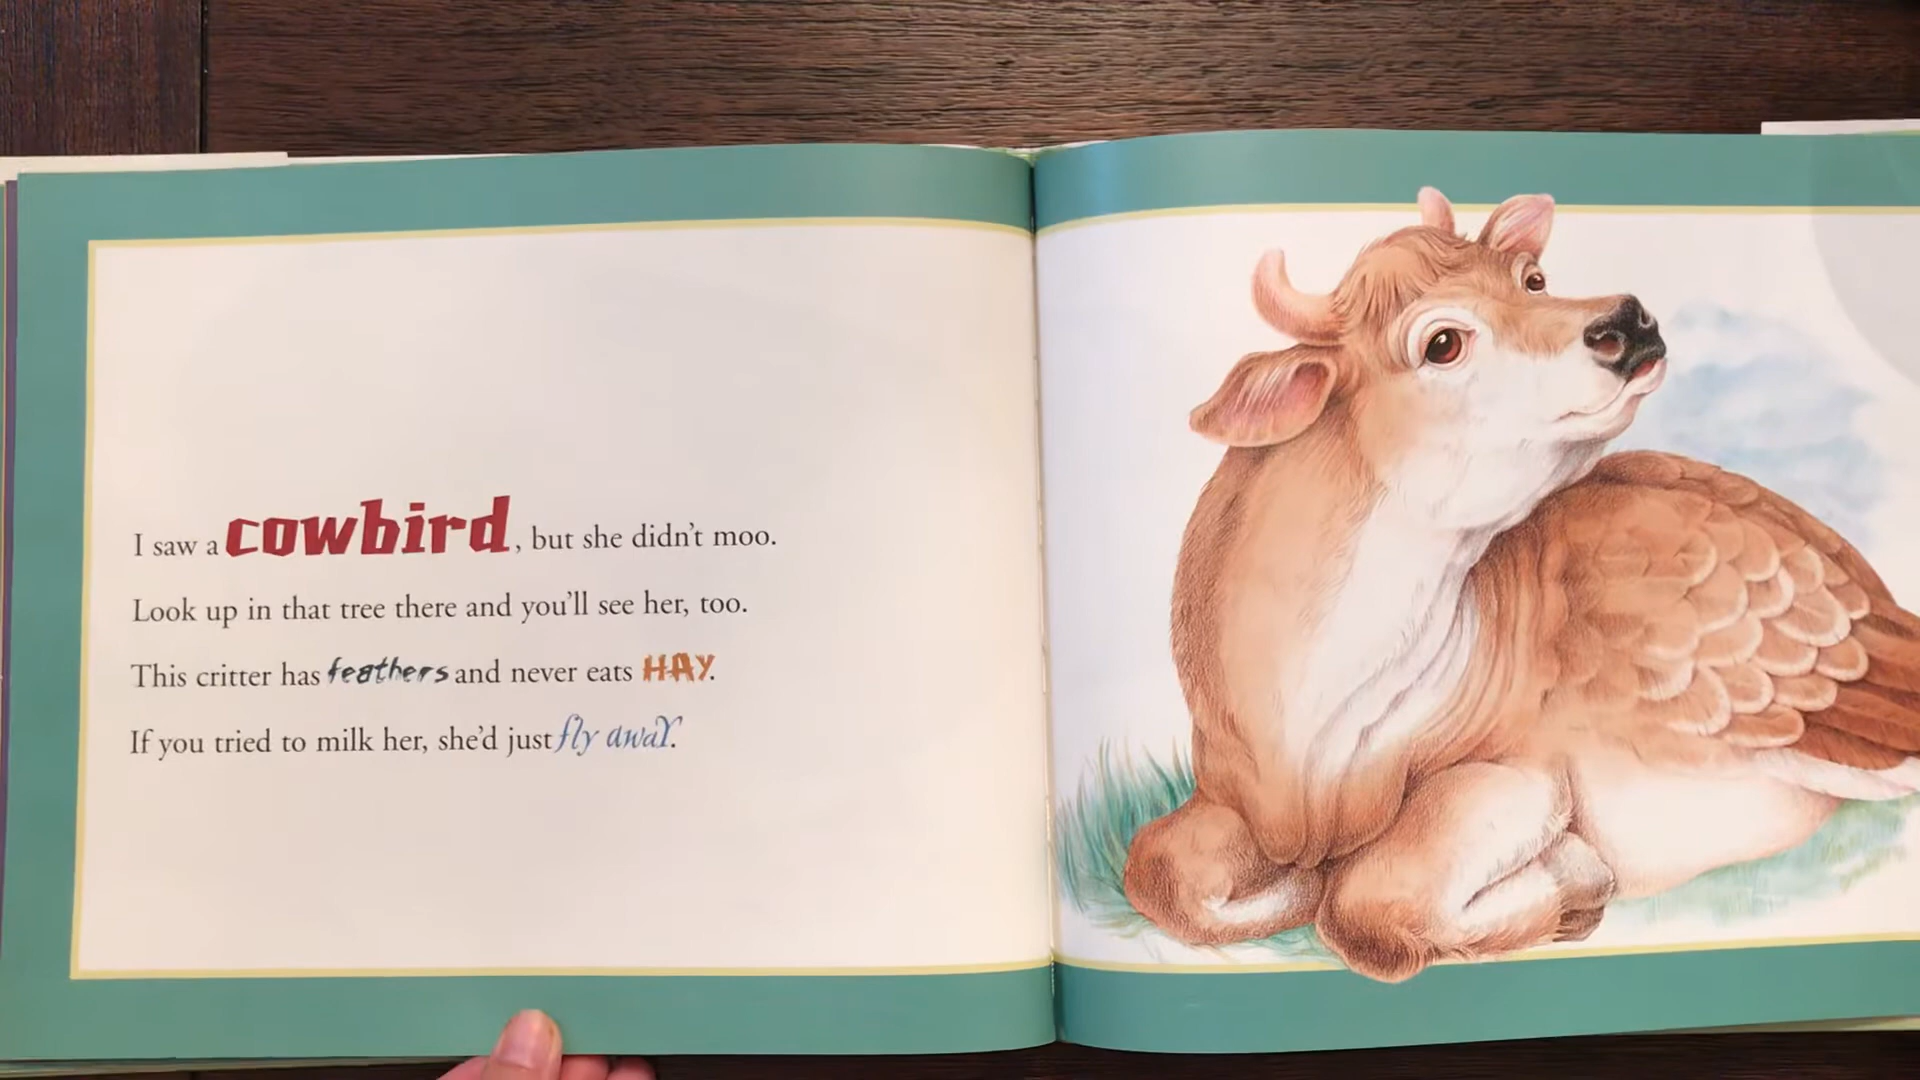 I saw a cowbird, but she didn't moo.
Look up in that tree there and you'll see her, too.
This critter has feathers and never eats HAY.
If you tried to milk her, she'd just fly away.